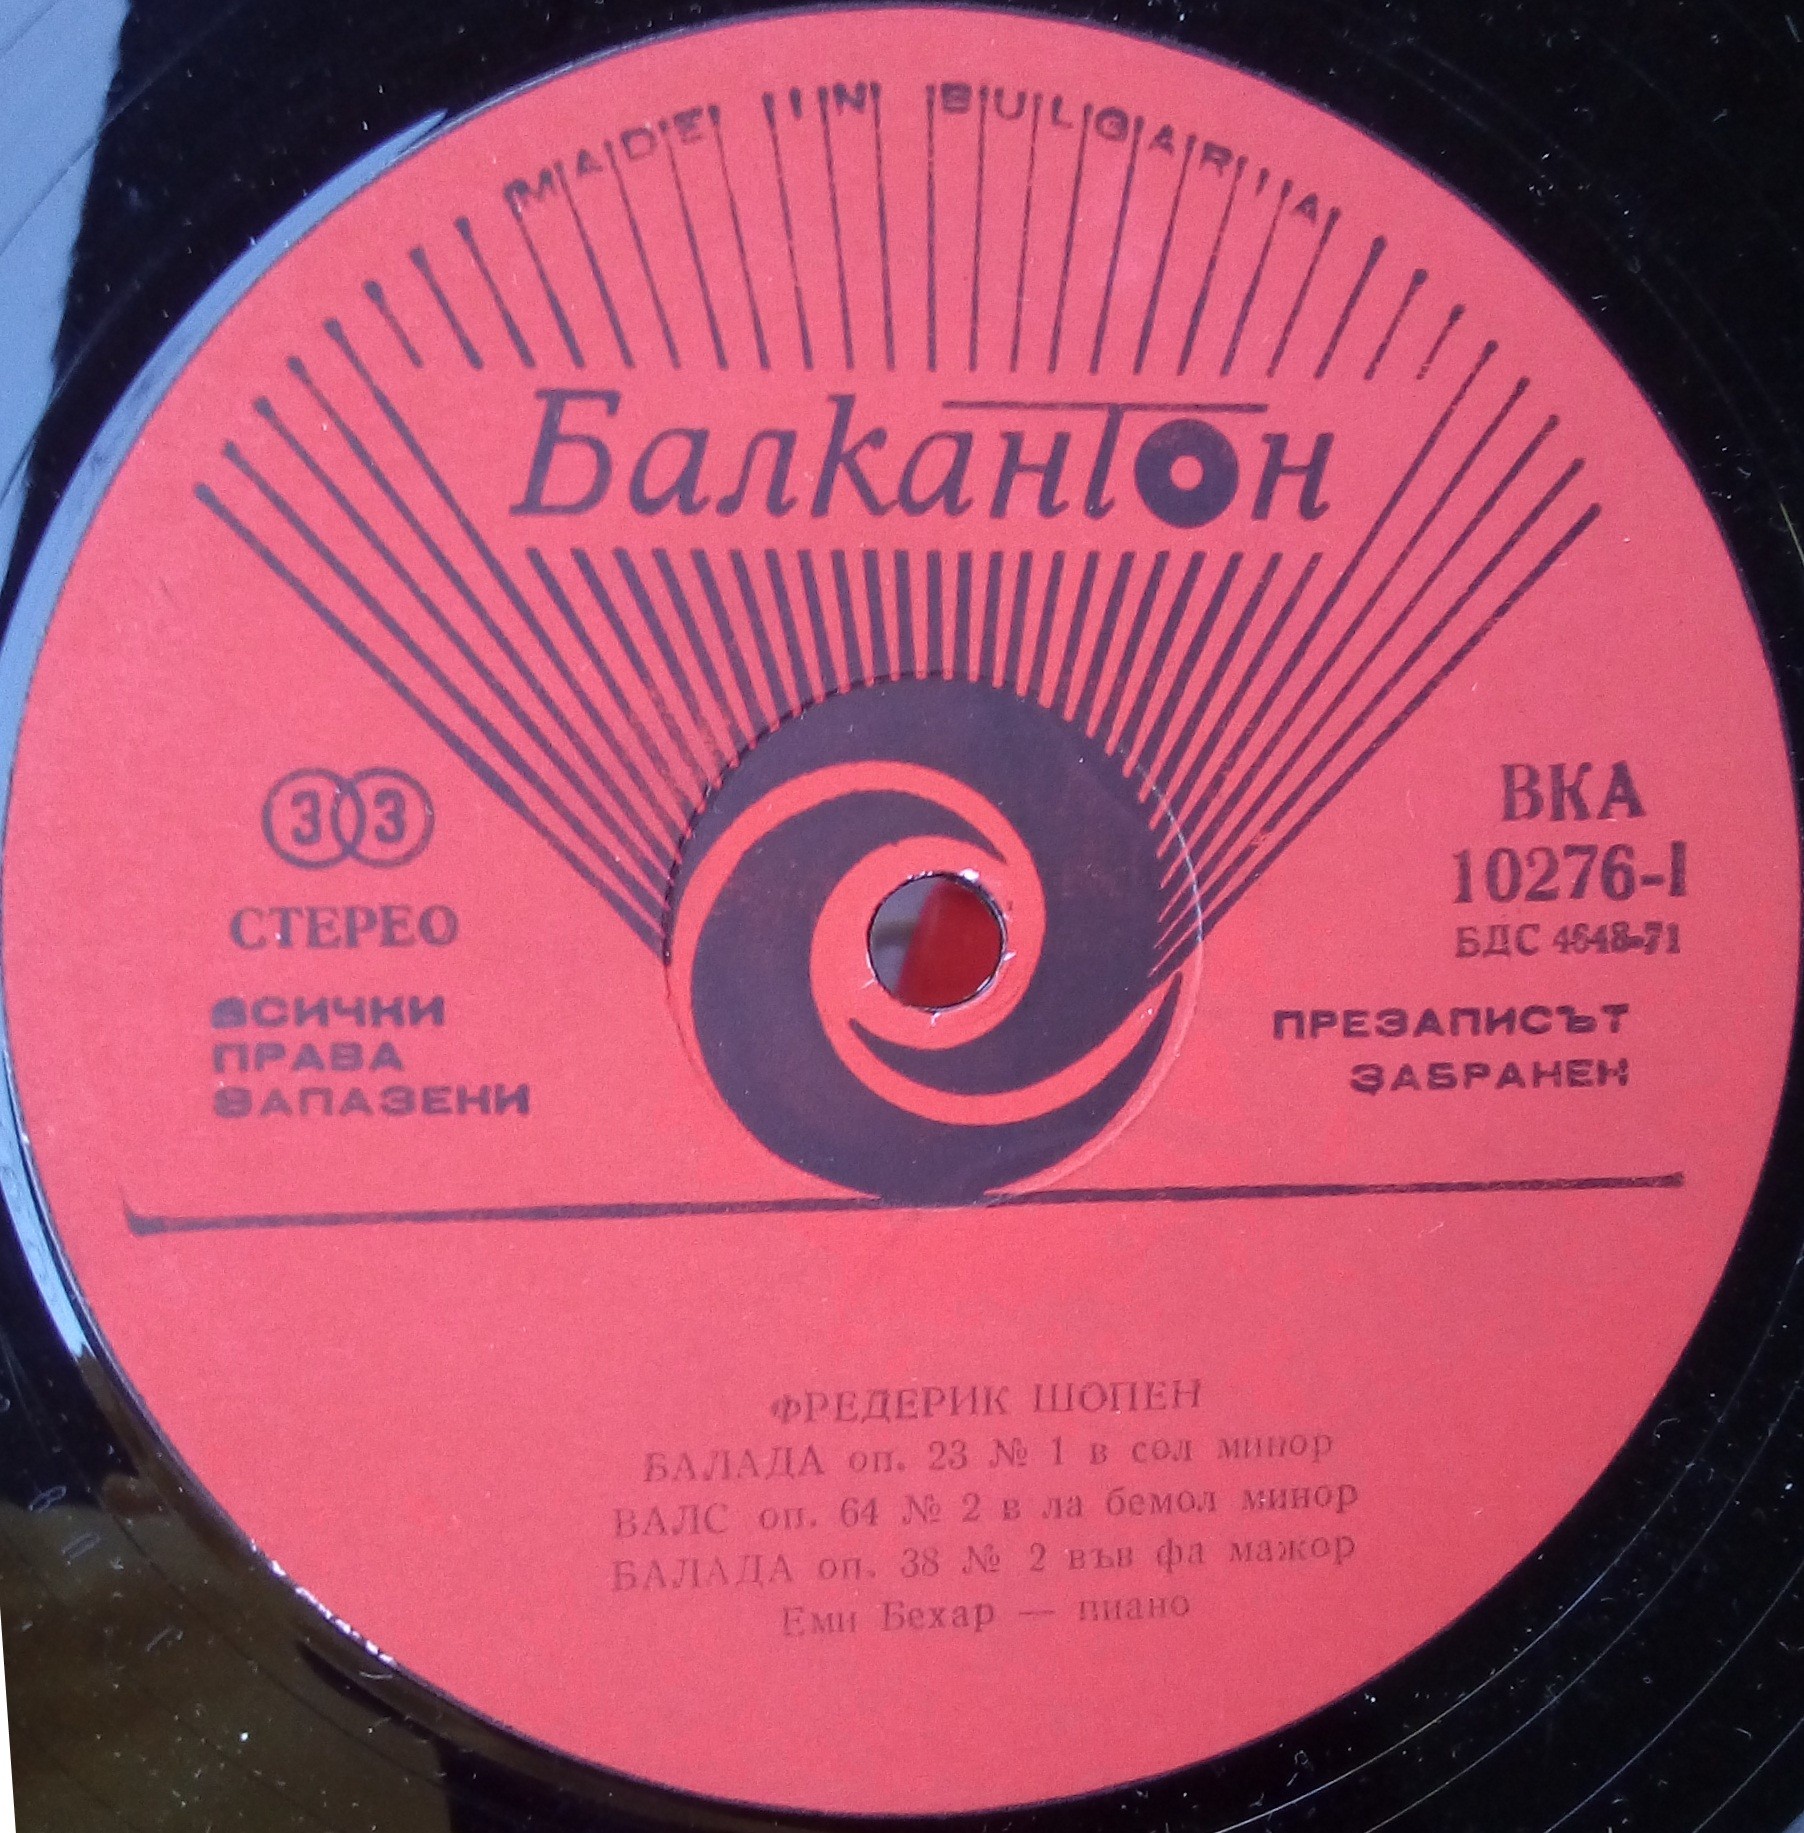 MADE IN BULGARIA
Балкантон
33
СТЕРЕО
ВСИЧКИ
ПРАВА
ЗАПАЗЕНИ
ВКА
10276-I
БДС 4648-71
ПРЕЗАПИСЪТ
ЗАБРАНЕН
ФРЕДЕРИК ШОПЕН
БАЛАДА оп. 23 № 1 в сол минор
ВАЛС оп. 64 № 2 в ла бемол минор
БАЛАДА оп. 38 № 2 във фа мажор
Еми Бехар — пиано